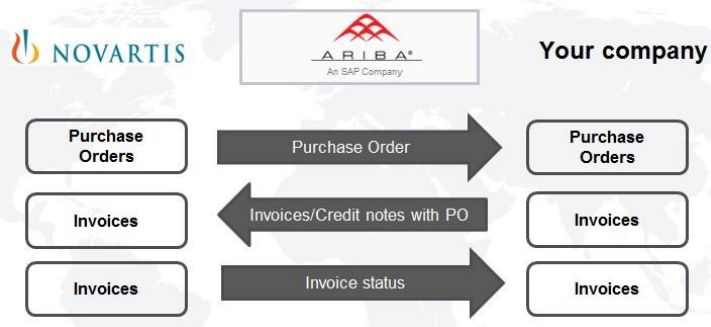 NOVARTIS
ARIBA®
An SAP Company
Your company
Purchase
Orders
Purchase Order
Purchase
Orders
Invoices
Invoices/Credit notes with PO
Invoices
Invoices
Invoice status
Invoices